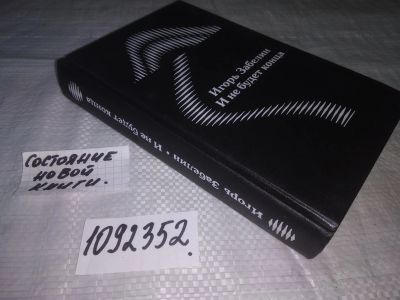 Игорь Забелин
И не будет конца
Игорь Забелин • И не будет конца
СОСТОЯНИЕ
НОВОЙ
КНИГИ.
1092352.